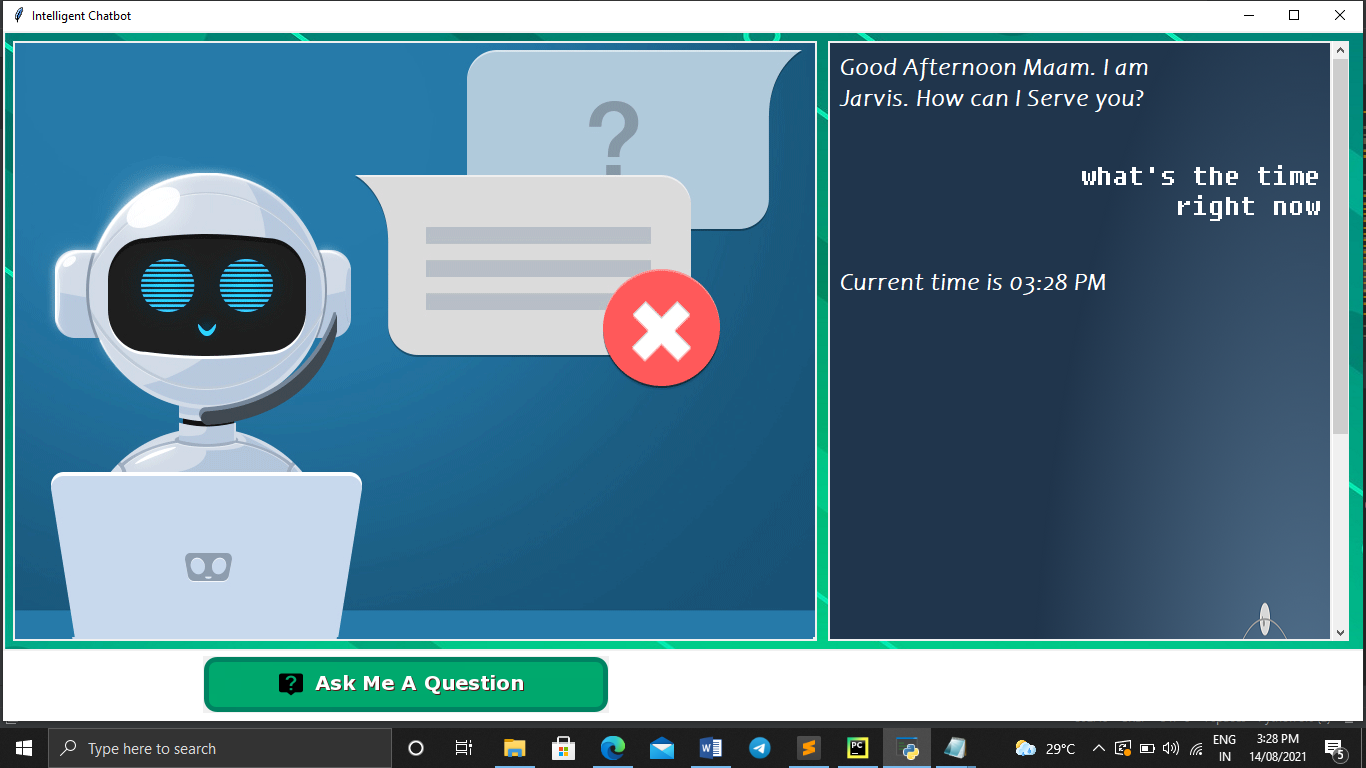 Intelligent Chatbot
?
Good Afternoon Maam. I am
Jarvis. How can I Serve you?
what's the time
right now
Current time is 03:28 PM
? Ask Me A Question
Type here to search
W
PC
29°C
ENG
IN
3:28 PM
14/08/2021
5